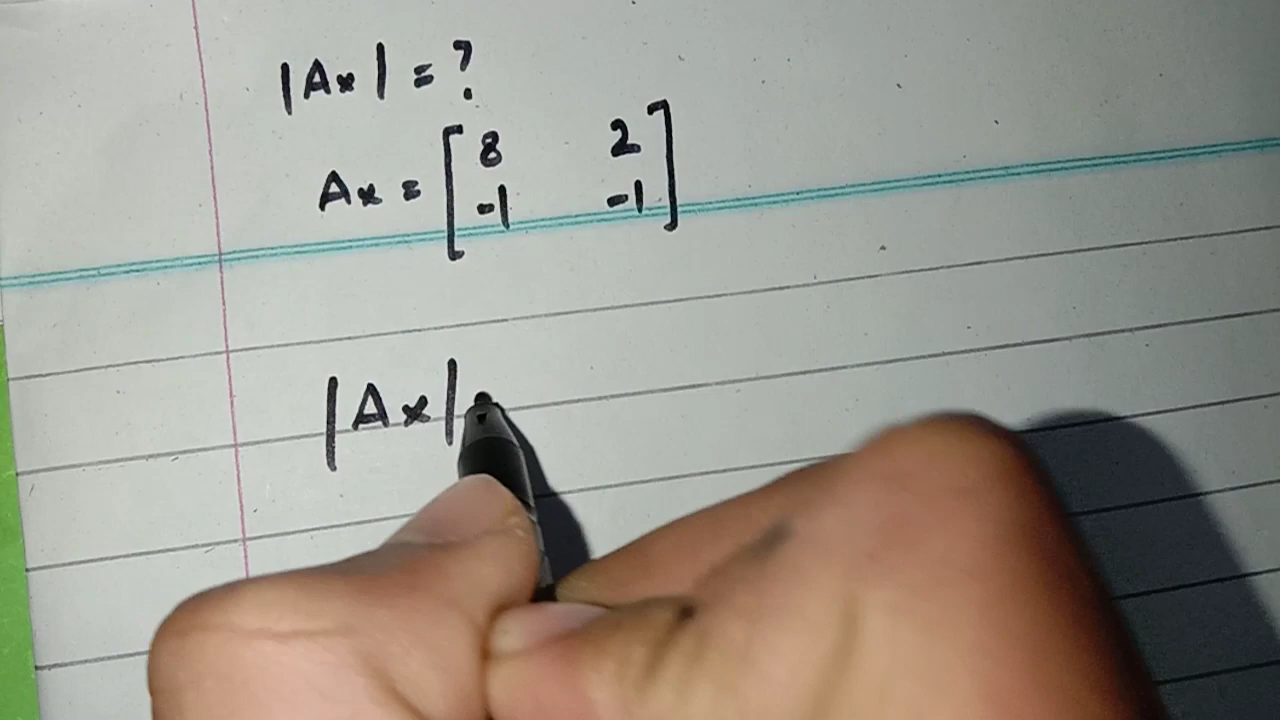 |Ax| = ?
Ax = [ 8 2
-1 -1 ]
|Ax|